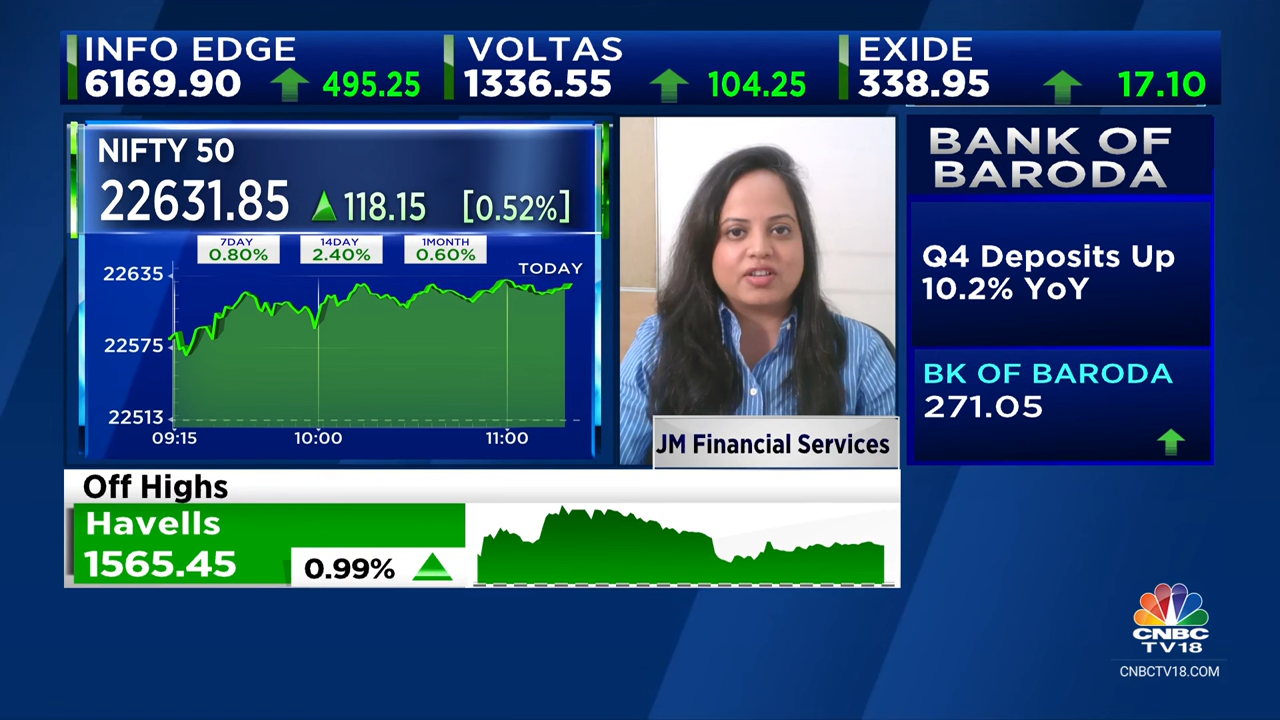 INFO EDGE
6169.90 495.25
VOLTAS
1336.55 104.25
EXIDE
338.95 17.10
NIFTY 50
22631.85 118.15 [0.52%]
7DAY
0.80%
14DAY
2.40%
1MONTH
0.60%
TODAY
22635
22575
22513
09:15 10:00 11:00
JM Financial Services
BANK OF
BARODA
Q4 Deposits Up
10.2% YoY
BK OF BARODA
271.05
Off Highs
Havells
1565.45
0.99%
CNBC
TV18
CNBCTV18.COM